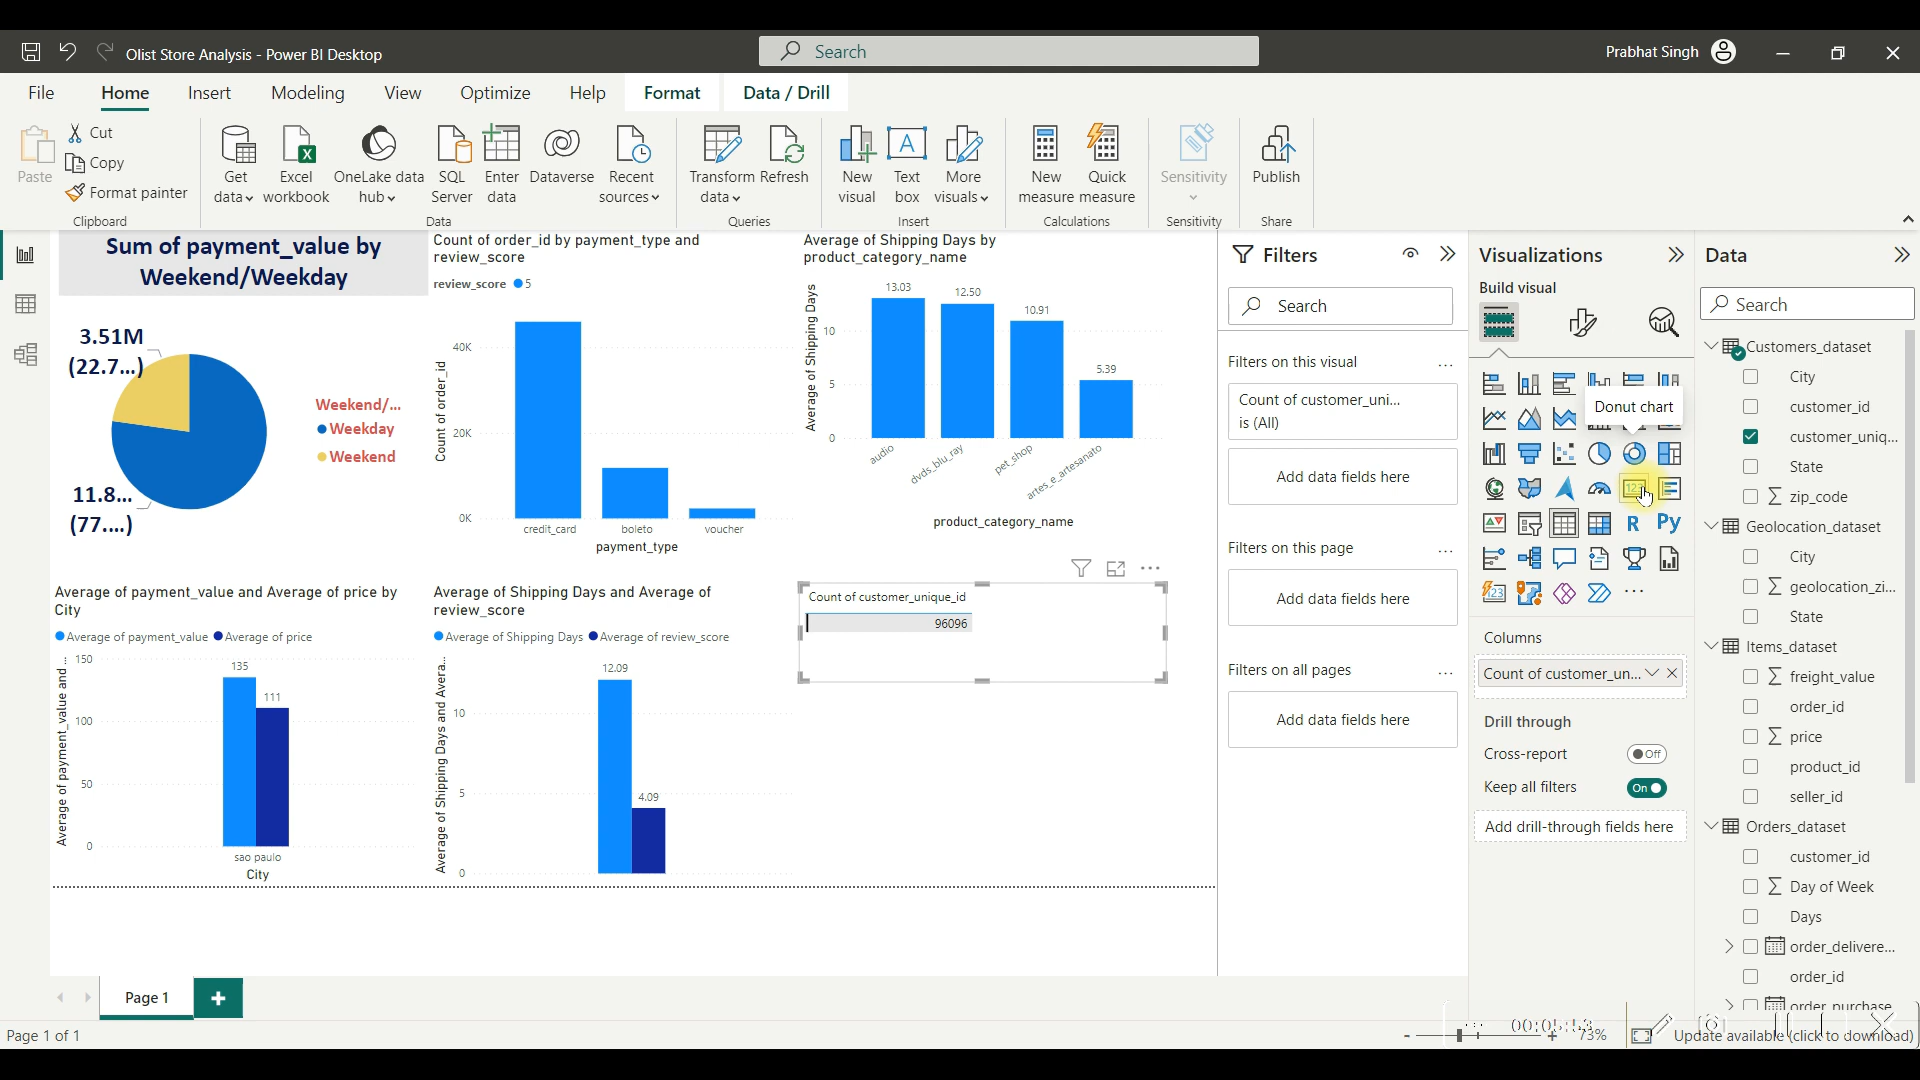 Olist Store Analysis - Power BI Desktop
Search
Prabhat Singh
File
Home
Insert
Modeling
View
Optimize
Help
Format
Data / Drill
Paste
Cut
Copy
Format painter
Clipboard
Get
data
Excel
workbook
OneLake data
hub
SQL
Server
Enter
data
Dataverse
Recent
sources
Data
Transform
data
Refresh
Queries
New
visual
Text
box
More
visuals
Insert
New
measure
Quick
measure
Calculations
Sensitivity
Sensitivity
Publish
Share
Sum of payment_value by
Weekend/Weekday
3.51M
(22.7...)
Weekend/...
Weekday
Weekend
11.8...
(77....)
Count of order_id by payment_type and
review_score
review_score 5
Count of order_id
40K
20K
0K
credit_card
boleto
voucher
payment_type
Average of Shipping Days by
product_category_name
Average of Shipping Days
13.03
12.50
10.91
5.39
10
5
0
audio
dvds_blu_ray
pet_shop
artes_e_artesanato
product_category_name
Average of payment_value and Average of price by
City
Average of payment_value Average of price
Average of payment_value and ...
150
100
50
0
135
111
sao paulo
City
Average of Shipping Days and Average of
review_score
Average of Shipping Days Average of review_score
Average of Shipping Days and Avera...
12.09
10
5
0
4.09
Count of customer_unique_id
96096
Filters
Search
Filters on this visual
...
Count of customer_uni...
is (All)
Add data fields here
Filters on this page
...
Add data fields here
Filters on all pages
...
Add data fields here
Visualizations
Build visual
Donut chart
123
R
Py
123
...
Columns
Count of customer_un...
Drill through
Cross-report
Off
Keep all filters
On
Add drill-through fields here
Data
Search
Customers_dataset
City
customer_id
customer_uniq...
State
zip_code
Geolocation_dataset
City
geolocation_zi...
State
Items_dataset
freight_value
order_id
price
product_id
seller_id
Orders_dataset
customer_id
Day of Week
Days
order_delivere...
order_id
order_purchase
Page 1
Page 1 of 1
73%
Update available (click to download)